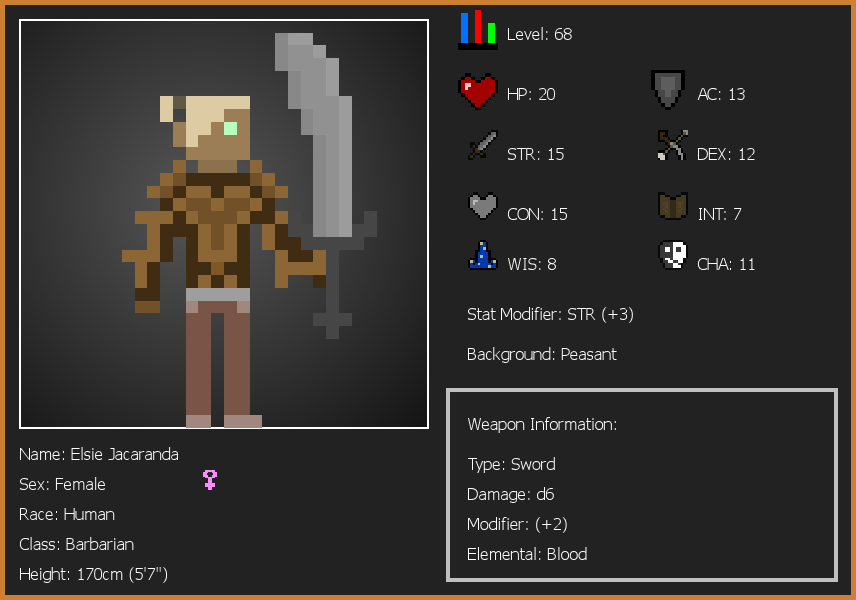 Level: 68
HP: 20
AC: 13
STR: 15
DEX: 12
CON: 15
INT: 7
WIS: 8
CHA: 11
Stat Modifier: STR (+3)
Background: Peasant
Weapon Information:
Type: Sword
Damage: d6
Modifier: (+2)
Elemental: Blood
Name: Elsie Jacaranda
Sex: Female
Race: Human
Class: Barbarian
Height: 170cm (5'7")